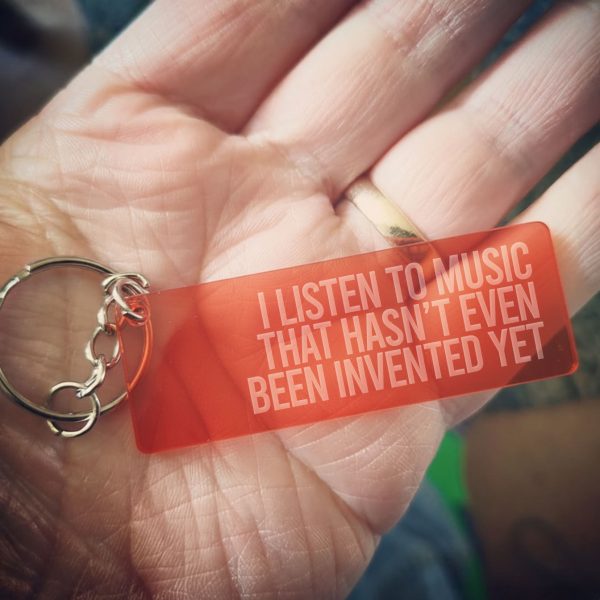 I LISTEN TO MUSIC
THAT HASN'T EVEN
BEEN INVENTED YET